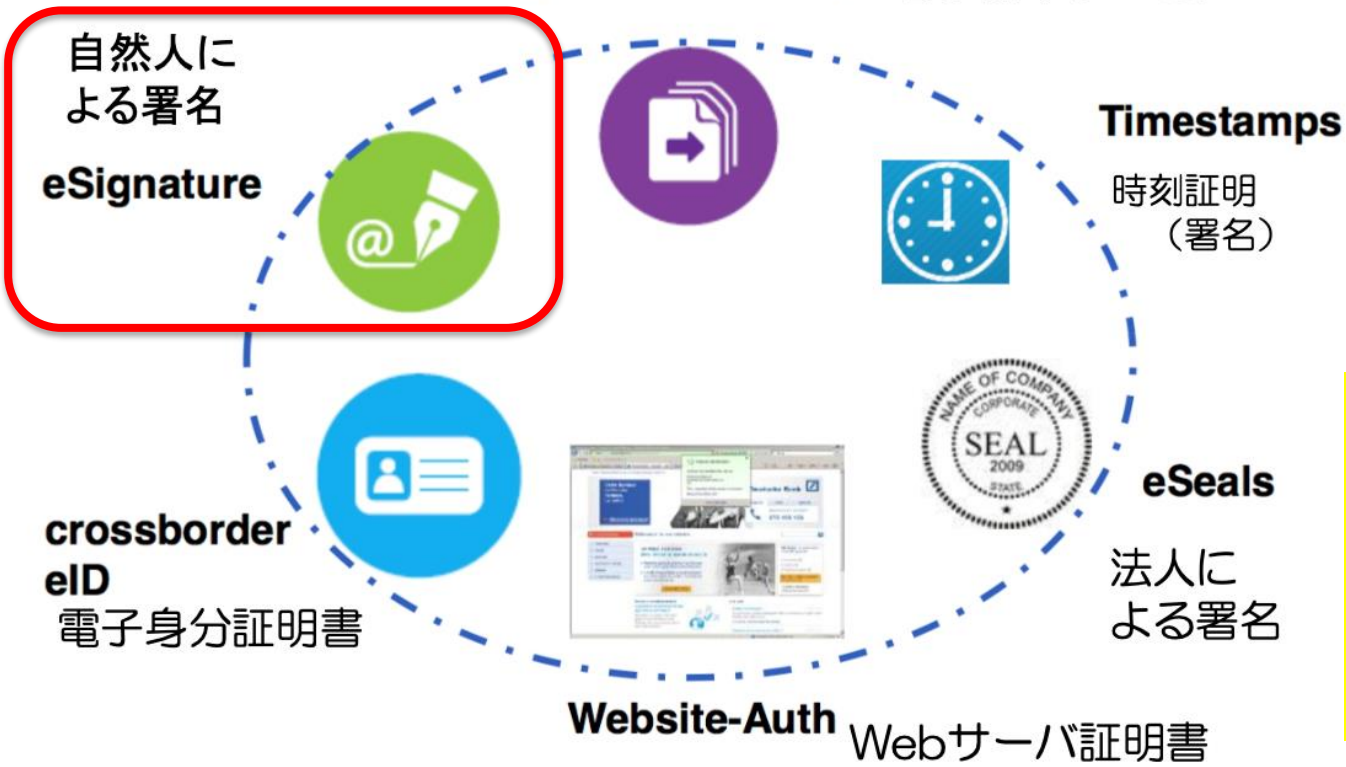 自然人に
よる署名
eSignature
@
Timestamps
時刻証明
（署名）
NAME OF COMPANY
CORPORATE
SEAL
2009
STATE
eSeals
法人に
よる署名
crossborder
eID
電子身分証明書
Website-Auth
Webサーバ証明書